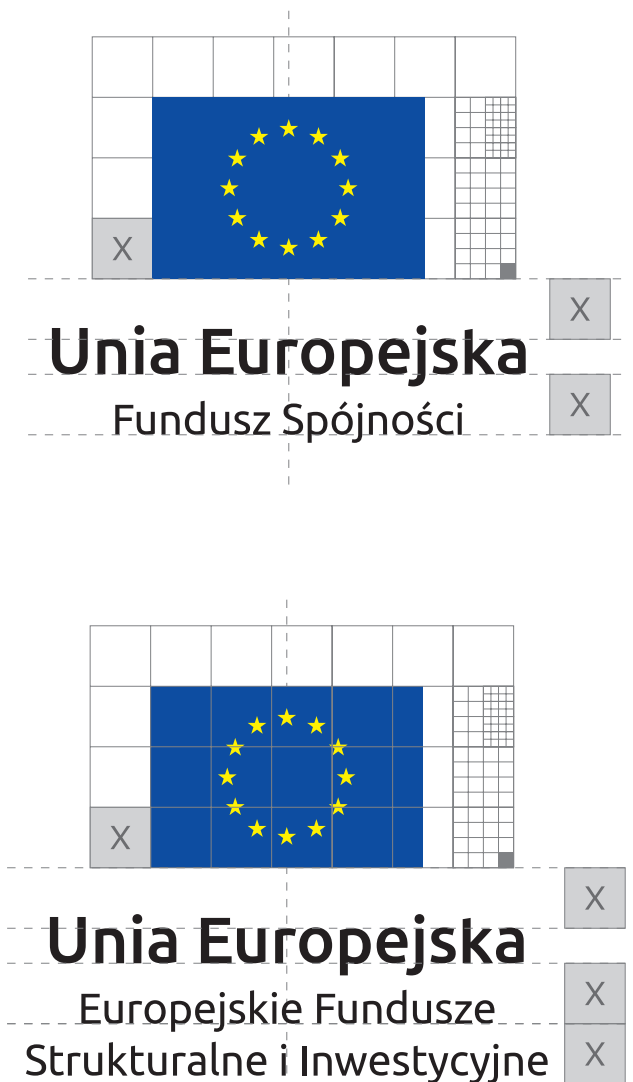 X
X
Unia Europejska
X
Fundusz Spójności
X
X
Unia Europejska
X
Europejskie Fundusze
Strukturalne i Inwestycyjne
X